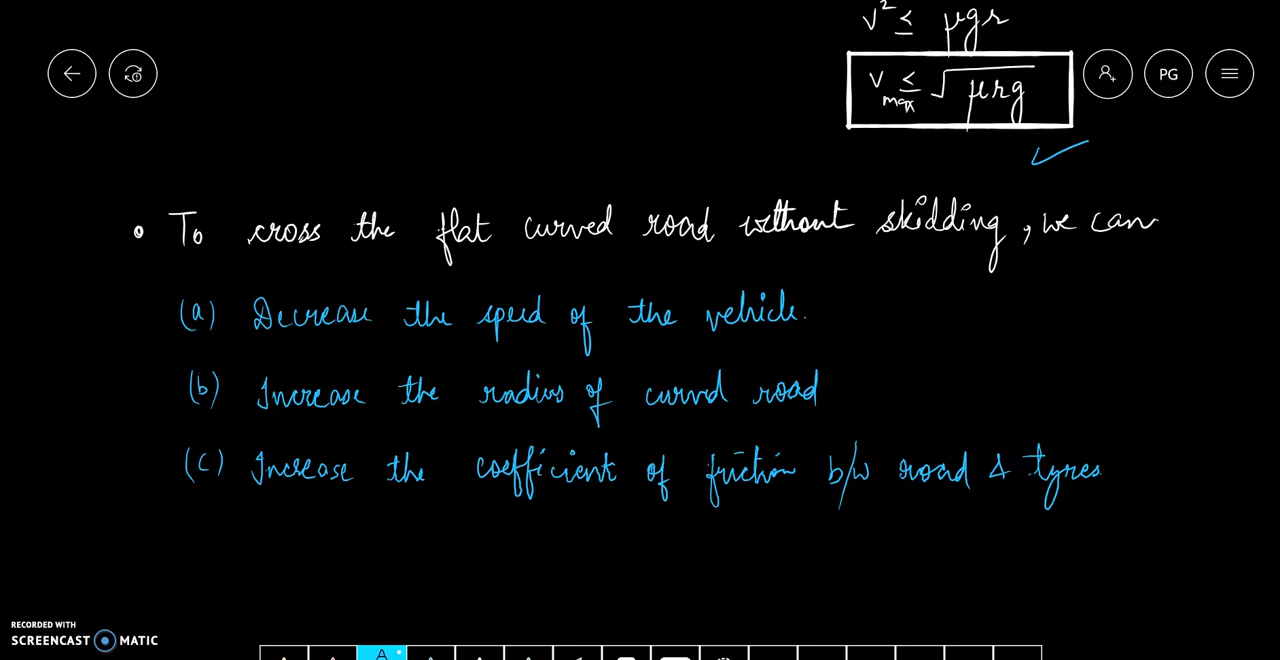 v² ≤ μgr
v max ≤ √μrg
PG
• To cross the flat curved road without skidding, we can
(a) Decrease the speed of the vehicle.
(b) Increase the radius of curved road
(c) Increase the coefficient of friction b/w road & tyres.
RECORDED WITH
SCREENCAST MATIC